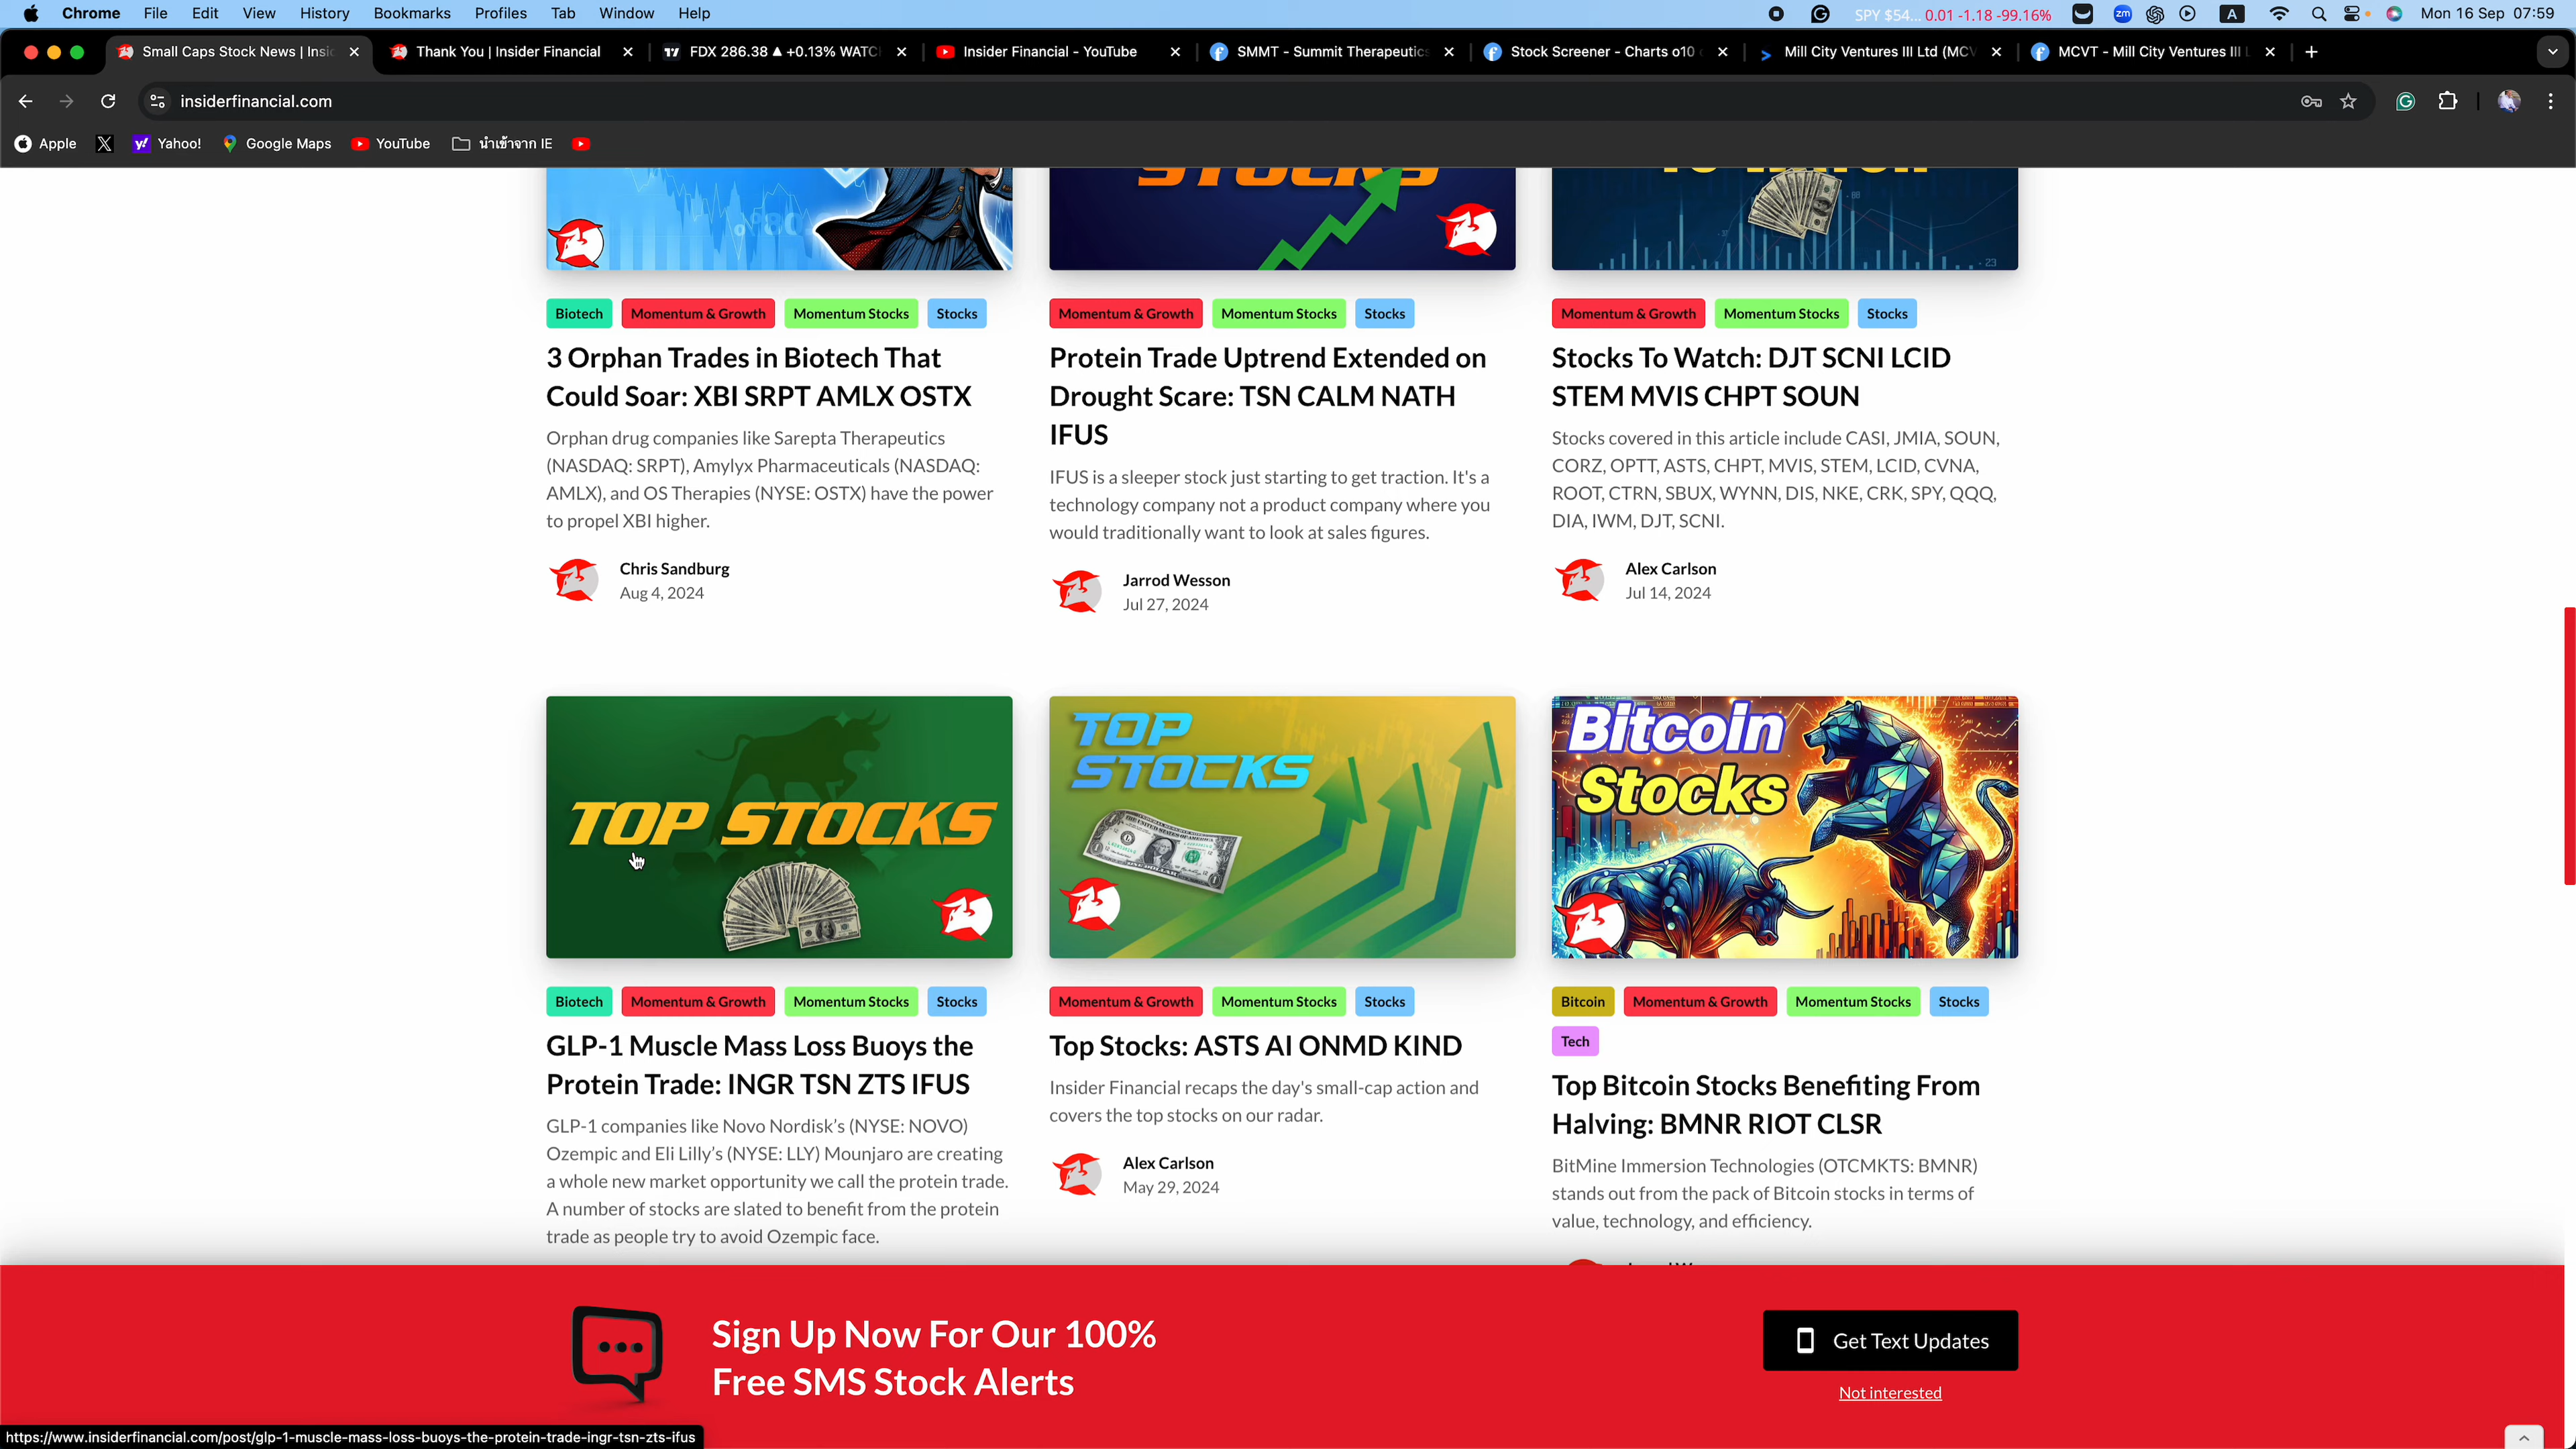 Chrome File Edit View History Bookmarks Profiles Tab Window Help
SPY $54... 0.01 -1.18 -99.16%
zm
A
Mon 16 Sep 07:59
Small Caps Stock News | Insi
Thank You | Insider Financial
FDX 286.38 ▲ +0.13% WATC
Insider Financial - YouTube
SMMT - Summit Therapeutics
Stock Screener - Charts o10
Mill City Ventures III Ltd (MCV
MCVT - Mill City Ventures III L
insiderfinancial.com
Apple
Yahoo!
Google Maps
YouTube
นำเข้าจาก IE
Biotech Momentum & Growth Momentum Stocks Stocks
3 Orphan Trades in Biotech That
Could Soar: XBI SRPT AMLX OSTX
Orphan drug companies like Sarepta Therapeutics
(NASDAQ: SRPT), Amylyx Pharmaceuticals (NASDAQ:
AMLX), and OS Therapies (NYSE: OSTX) have the power
to propel XBI higher.
Chris Sandburg
Aug 4, 2024
STOCKS
Momentum & Growth Momentum Stocks Stocks
Protein Trade Uptrend Extended on
Drought Scare: TSN CALM NATH
IFUS
IFUS is a sleeper stock just starting to get traction. It's a
technology company not a product company where you
would traditionally want to look at sales figures.
Jarrod Wesson
Jul 27, 2024
Momentum & Growth Momentum Stocks Stocks
Stocks To Watch: DJT SCNI LCID
STEM MVIS CHPT SOUN
Stocks covered in this article include CASI, JMIA, SOUN,
CORZ, OPTT, ASTS, CHPT, MVIS, STEM, LCID, CVNA,
ROOT, CTRN, SBUX, WYNN, DIS, NKE, CRK, SPY, QQQ,
DIA, IWM, DJT, SCNI.
Alex Carlson
Jul 14, 2024
TOP STOCKS
Biotech Momentum & Growth Momentum Stocks Stocks
GLP-1 Muscle Mass Loss Buoys the
Protein Trade: INGR TSN ZTS IFUS
GLP-1 companies like Novo Nordisk’s (NYSE: NOVO)
Ozempic and Eli Lilly’s (NYSE: LLY) Mounjaro are creating
a whole new market opportunity we call the protein trade.
A number of stocks are slated to benefit from the protein
trade as people try to avoid Ozempic face.
TOP
STOCKS
Momentum & Growth Momentum Stocks Stocks
Top Stocks: ASTS AI ONMD KIND
Insider Financial recaps the day's small-cap action and
covers the top stocks on our radar.
Alex Carlson
May 29, 2024
Bitcoin
Stocks
Bitcoin Momentum & Growth Momentum Stocks Stocks
Tech
Top Bitcoin Stocks Benefiting From
Halving: BMNR RIOT CLSR
BitMine Immersion Technologies (OTCMKTS: BMNR)
stands out from the pack of Bitcoin stocks in terms of
value, technology, and efficiency.
Sign Up Now For Our 100%
Free SMS Stock Alerts
Get Text Updates
Not interested
https://www.insiderfinancial.com/post/glp-1-muscle-mass-loss-buoys-the-protein-trade-ingr-tsn-zts-ifus